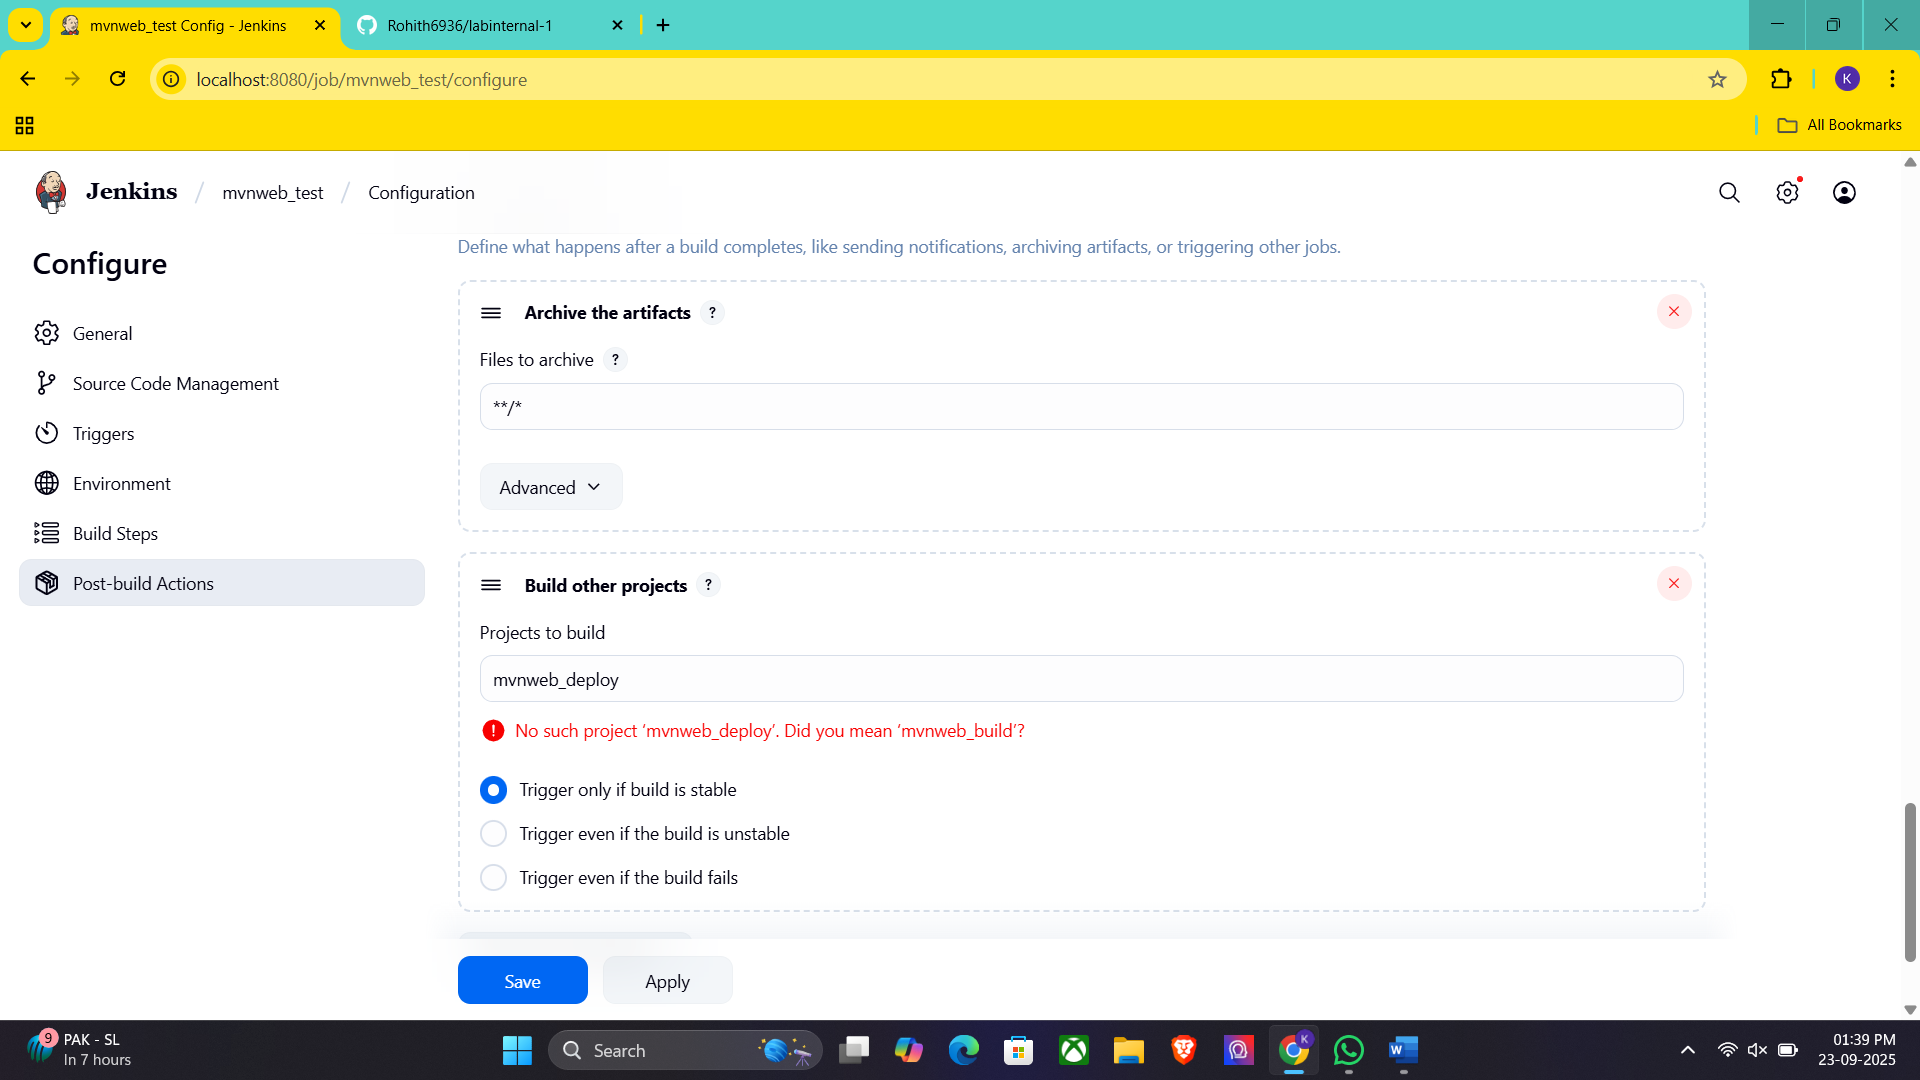 mvnweb_test Config - Jenkins
Rohith6936/labinternal-1
localhost:8080/job/mvnweb_test/configure
K
All Bookmarks
Jenkins / mvnweb_test / Configuration
Configure
General
Source Code Management
Triggers
Environment
Build Steps
Post-build Actions
Define what happens after a build completes, like sending notifications, archiving artifacts, or triggering other jobs.
Archive the artifacts ?
Files to archive ?
**/*
Advanced
Build other projects ?
Projects to build
mvnweb_deploy
No such project ‘mvnweb_deploy’. Did you mean ‘mvnweb_build’?
Trigger only if build is stable
Trigger even if the build is unstable
Trigger even if the build fails
Save
Apply
9
PAK - SL
In 7 hours
Search
K
W
01:39 PM
23-09-2025